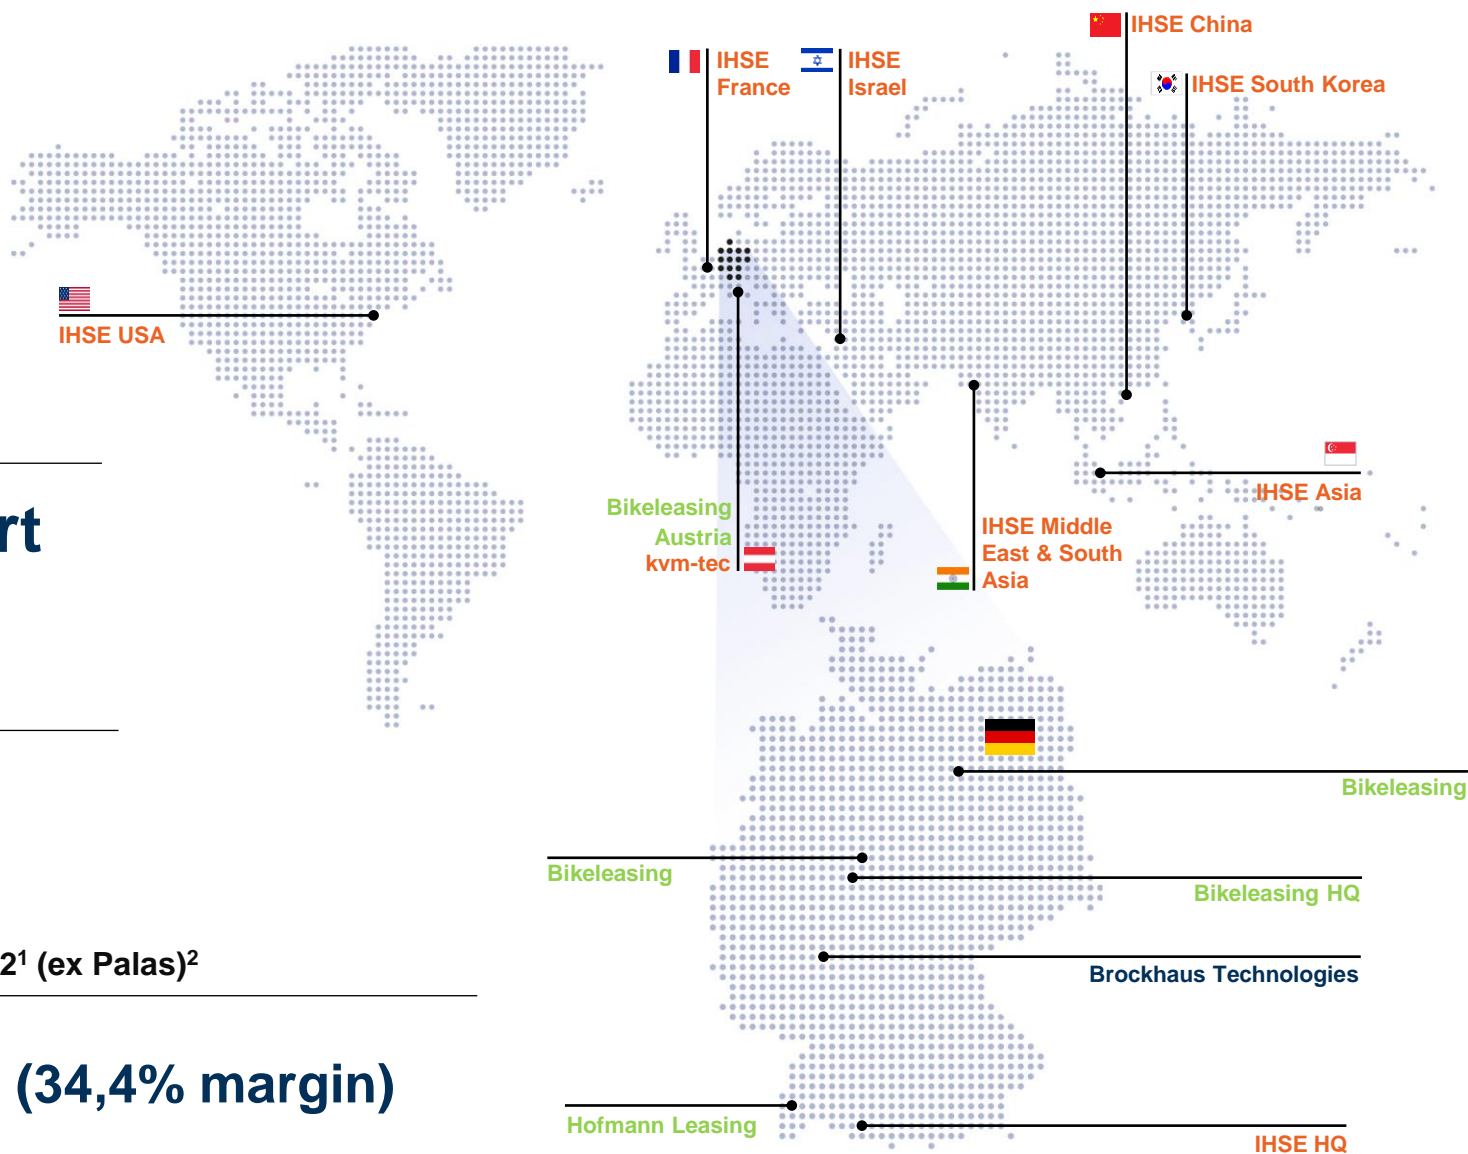 IHSE China
IHSE
France
IHSE
Israel
IHSE South Korea
IHSE USA
rt
Bikeleasing
Austria
kvm-tec
IHSE Middle
East & South
Asia
IHSE Asia
Bikeleasing
Bikeleasing
Bikeleasing HQ
2¹ (ex Palas)²
Brockhaus Technologies
(34,4% margin)
Hofmann Leasing
IHSE HQ